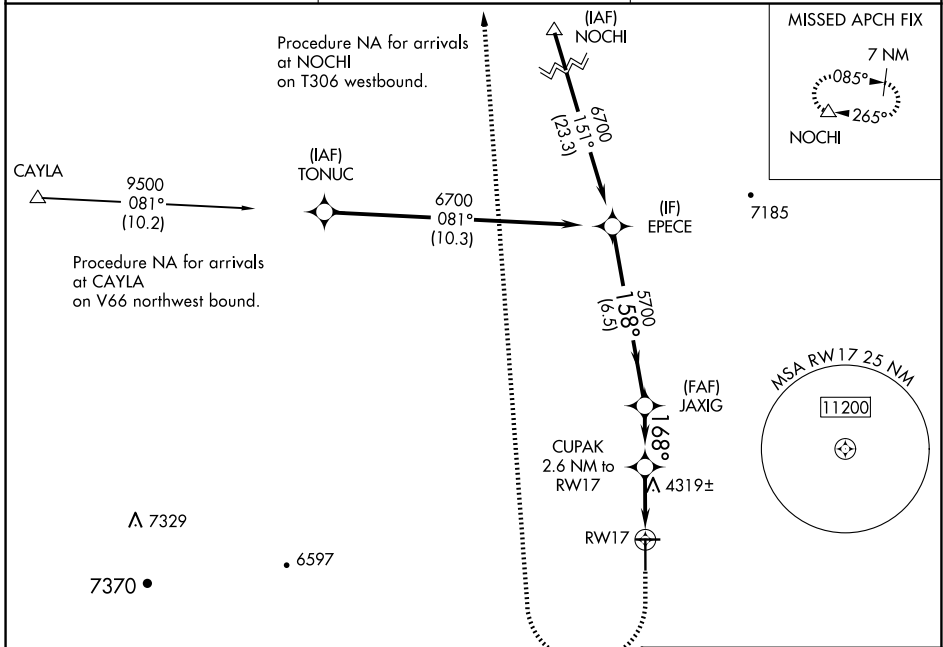 (IAF)
NOCHI
Procedure NA for arrivals
at NOCHI
on T306 westbound.
6700
151°
(23.3)
MISSED APCH FIX
7 NM
085°
265°
NOCHI
CAYLA
9500
081°
(10.2)
(IAF)
TONUC
6700
081°
(10.3)
(IF)
EPECE
7185
Procedure NA for arrivals
at CAYLA
on V66 northwest bound.
5700
158°
(6.5)
MSA RW17 25 NM
11200
(FAF)
JAXIG
168°
CUPAK
2.6 NM to
RW17
4319±
RW17
7329
6597
7370